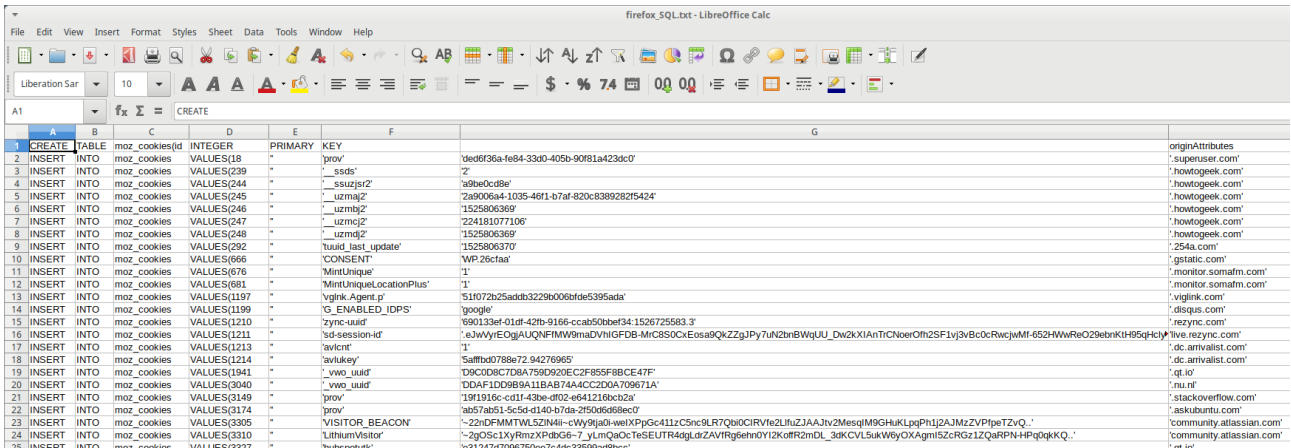 firefox_SQL.txt - LibreOffice Calc
File Edit View Insert Format Styles Sheet Data Tools Window Help
Liberation Sar 10 $ % 7.4 0.0 0.0
A1 fx Σ = CREATE
A B C D E F G
1 CREATE TABLE moz_cookies(id INTEGER PRIMARY KEY originAttributes
2 INSERT INTO moz_cookies VALUES(18 '' 'prov' 'ded6f36a-fe84-33d0-405b-90f81a423dc0' '.superuser.com'
3 INSERT INTO moz_cookies VALUES(239 '' '__ssds' '2' '.howtogeek.com'
4 INSERT INTO moz_cookies VALUES(244 '' '__ssuzjsr2' 'a9be0cd8e' '.howtogeek.com'
5 INSERT INTO moz_cookies VALUES(245 '' '__uzmaj2' '2a9006a4-1035-46f1-b7af-820c8389282f5424' '.howtogeek.com'
6 INSERT INTO moz_cookies VALUES(246 '' '__uzmbj2' '1525806369' '.howtogeek.com'
7 INSERT INTO moz_cookies VALUES(247 '' '__uzmcj2' '224181077106' '.howtogeek.com'
8 INSERT INTO moz_cookies VALUES(248 '' '__uzmdj2' '1525806369' '.howtogeek.com'
9 INSERT INTO moz_cookies VALUES(292 '' 'tuuid_last_update' '1525806370' '.254a.com'
10 INSERT INTO moz_cookies VALUES(666 '' 'CONSENT' 'WP.26cfaa' '.gstatic.com'
11 INSERT INTO moz_cookies VALUES(676 '' 'MintUnique' '1' '.monitor.somafm.com'
12 INSERT INTO moz_cookies VALUES(681 '' 'MintUniqueLocationPlus' '1' '.monitor.somafm.com'
13 INSERT INTO moz_cookies VALUES(1197 '' 'vglnk.Agent.p' '51f072b25addb3229b006bfde5395ada' '.viglink.com'
14 INSERT INTO moz_cookies VALUES(1199 '' 'G_ENABLED_IDPS' 'google' '.disqus.com'
15 INSERT INTO moz_cookies VALUES(1210 '' 'zync-uuid' '690133ef-01df-42fb-9166-ccab50bbef34:1526725583.3' '.rezync.com'
16 INSERT INTO moz_cookies VALUES(1211 '' 'sd-session-id' 'live.rezync.com'
17 INSERT INTO moz_cookies VALUES(1213 '' 'avlcnt' '1' '.dc.arrivalist.com'
18 INSERT INTO moz_cookies VALUES(1214 '' 'avlukey' '5afffbd0788e72.94276965' '.dc.arrivalist.com'
19 INSERT INTO moz_cookies VALUES(1941 '' '_vwo_uuid' 'D9C0D8C7D8A759D920EC2F855F8BCE47F' '.qt.io'
20 INSERT INTO moz_cookies VALUES(3040 '' '_vwo_uuid' 'DDAF1DD9B9A11BAB74A4CC2D0A709671A' '.nu.nl'
21 INSERT INTO moz_cookies VALUES(3149 '' 'prov' '19f1916c-cd1f-43be-df02-e641216bcb2a' '.stackoverflow.com'
22 INSERT INTO moz_cookies VALUES(3174 '' 'prov' 'ab57ab51-5c5d-d140-b7da-2f50d6d68ec0' '.askubuntu.com'
23 INSERT INTO moz_cookies VALUES(3305 '' 'VISITOR_BEACON' 'community.atlassian.com'
24 INSERT INTO moz_cookies VALUES(3310 '' 'LithiumVisitor' 'community.atlassian.com'
25 INSERT INTO moz_cookies